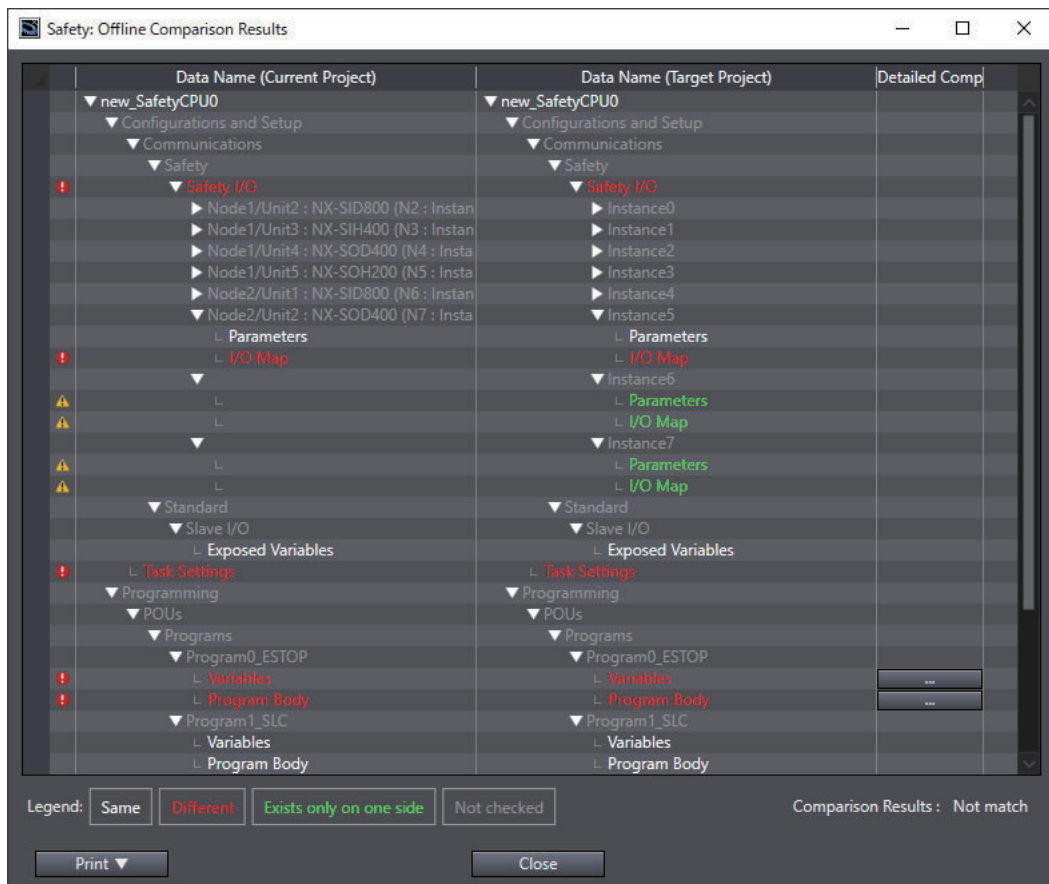 Safety: Offline Comparison Results
Data Name (Current Project) Data Name (Target Project) Detailed Comp
new_SafetyCPU0 new_SafetyCPU0
Configurations and Setup Configurations and Setup
Communications Communications
Safety Safety
Safety I/O Safety I/O
Node1/Unit2 : NX-SID800 (N2 : Instan Instance0
Node1/Unit3 : NX-SIH400 (N3 : Instan Instance1
Node1/Unit4 : NX-SOD400 (N4 : Insta Instance2
Node1/Unit5 : NX-SOH200 (N5 : Insta Instance3
Node2/Unit1 : NX-SID800 (N6 : Instan Instance4
Node2/Unit2 : NX-SOD400 (N7 : Insta Instance5
Parameters Parameters
I/O Map I/O Map
Instance6
Parameters
I/O Map
Instance7
Parameters
I/O Map
Standard Standard
Slave I/O Slave I/O
Exposed Variables Exposed Variables
Task Settings Task Settings
Programming Programming
POUs POUs
Programs Programs
Program0_ESTOP Program0_ESTOP
Variables Variables ...
Program Body Program Body ...
Program1_SLC Program1_SLC
Variables Variables
Program Body Program Body
Legend: Same Different Exists only on one side Not checked Comparison Results : Not match
Print ▼ Close